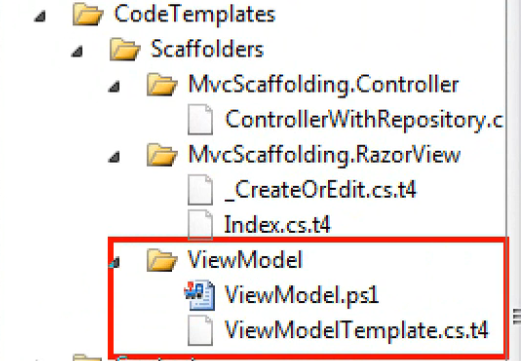 CodeTemplates
Scaffolders
MvcScaffolding.Controller
ControllerWithRepository.c
MvcScaffolding.RazorView
_CreateOrEdit.cs.t4
Index.cs.t4
ViewModel
ViewModel.ps1
ViewModelTemplate.cs.t4